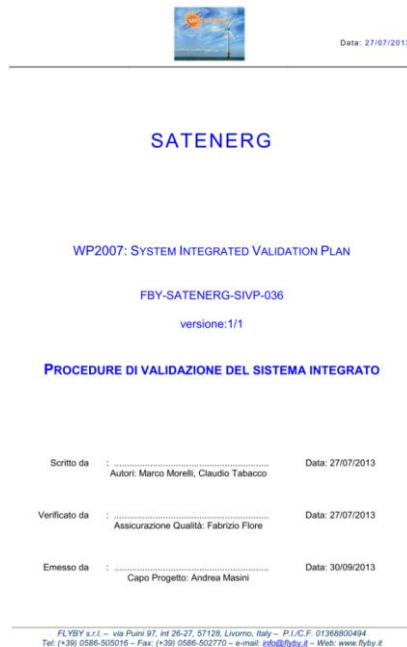 Data: 27/07/2013
SATENERG
WP2007: SYSTEM INTEGRATED VALIDATION PLAN
FBY-SATENERG-SIVP-036
versione:1/1
PROCEDURE DI VALIDAZIONE DEL SISTEMA INTEGRATO
Scritto da : ........................................................ Data: 27/07/2013
Autori: Marco Morelli, Claudio Tabacco
Verificato da : ........................................................ Data: 27/07/2013
Assicurazione Qualità: Fabrizio Flore
Emesso da : ........................................................ Data: 30/09/2013
Capo Progetto: Andrea Masini
FLYBY s.r.l. – via Puini 97, int 26-27, 57128, Livorno, Italy – P.I./C.F. 01368800494
Tel: (+39) 0586-505016 – Fax: (+39) 0586-502770 – e-mail: info@flyby.it – Web: www.flyby.it